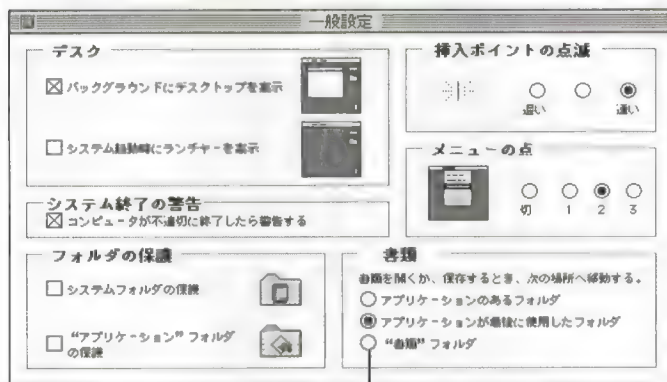 一般設定
デスク
バックグラウンドにデスクトップを表示
システム起動時にランチャーを表示
システム終了の警告
コンピュータが不適切に終了したら警告する
フォルダの保護
システムフォルダの保護
“アプリケーション” フォルダ
の保護
挿入ポイントの点滅
遅い
速い
メニューの点
切 1 2 3
書類
書類を開くか、保存するとき、次の場所へ移動する。
アプリケーションのあるフォルダ
アプリケーションが最後に使用したフォルダ
“書類” フォルダ